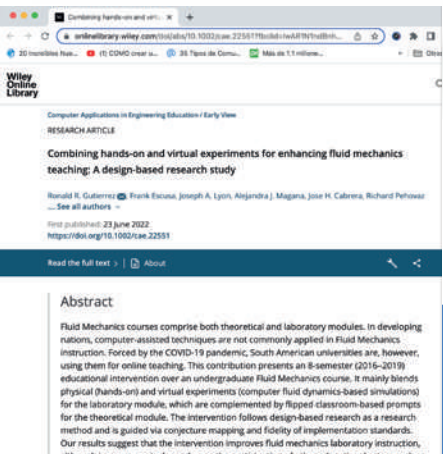 Combining hands-on and virtu
onlinelibrary.wiley.com/doi/abs/10.1002/cae.22551?fbclid=IwAR1N1ndBnh...
20 increíbles Nue...
(1) COMO crear u...
35 Tipos de Comu...
Más de 1.1 millone...
Otros
Wiley
Online
Library
Computer Applications in Engineering Education / Early View
RESEARCH ARTICLE
Combining hands-on and virtual experiments for enhancing fluid mechanics
teaching: A design-based research study
Ronald R. Gutierrez, Frank Escusa, Joseph A. Lyon, Alejandra J. Magana, Jose H. Cabrera, Richard Pehovaz
... See all authors
First published: 23 June 2022
https://doi.org/10.1002/cae.22551
Read the full text > | About
Abstract
Fluid Mechanics courses comprise both theoretical and laboratory modules. In developing
nations, computer-assisted techniques are not commonly applied in Fluid Mechanics
instruction. Forced by the COVID-19 pandemic, South American universities are, however,
using them for online teaching. This contribution presents an 8-semester (2016–2019)
educational intervention over an undergraduate Fluid Mechanics course. It mainly blends
physical (hands-on) and virtual experiments (computer fluid dynamics-based simulations)
for the laboratory module, which are complemented by flipped classroom-based prompts
for the theoretical module. The intervention follows design-based research as a research
method and is guided via conjecture mapping and fidelity of implementation standards.
Our results suggest that the intervention improves fluid mechanics laboratory instruction,